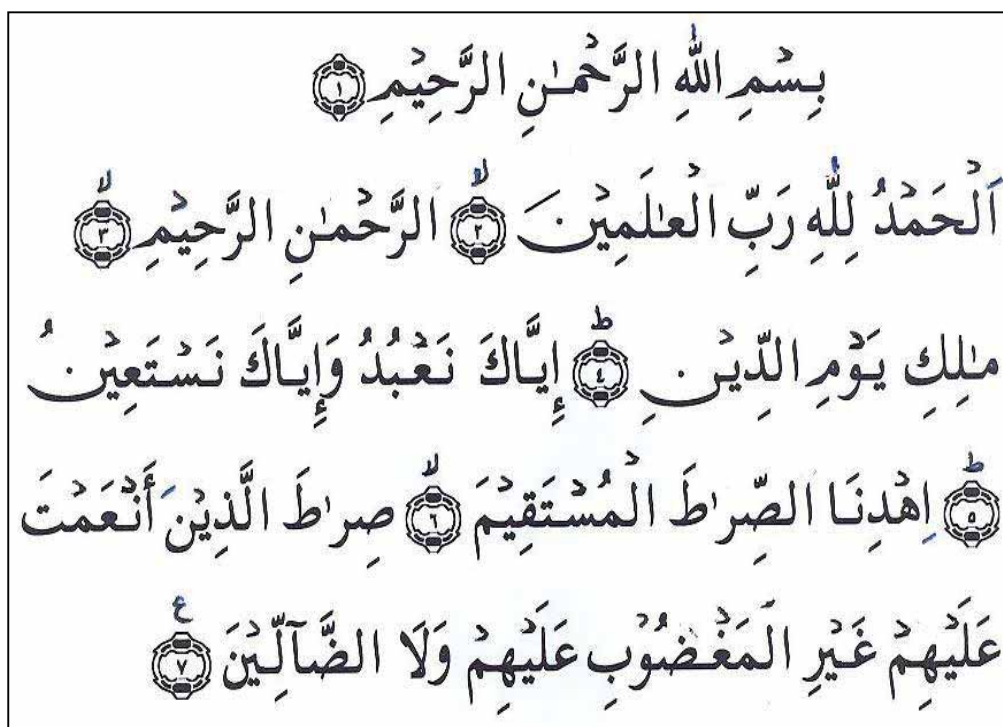 بِسْمِ اللّٰهِ الرَّحْمٰنِ الرَّحِيْمِ ۝١
اَلْحَمْدُ لِلّٰهِ رَبِّ الْعٰلَمِيْنَ ۝٢ۙ الرَّحْمٰنِ الرَّحِيْمِ ۝٣ۙ
مٰلِكِ يَوْمِ الدِّيْنِ ۝٤ؕ إِيَّاكَ نَعْبُدُ وَإِيَّاكَ نَسْتَعِيْنُ
۝٥ؕ اِهْدِنَا الصِّرٰطَ الْمُسْتَقِيْمَ ۝٦ۙ صِرٰطَ الَّذِيْنَ أَنْعَمْتَ
عَلَيْهِمْ غَيْرِ الْمَغْضُوْبِ عَلَيْهِمْ وَلَا الضَّآلِّيْنَ ۝٧ ع